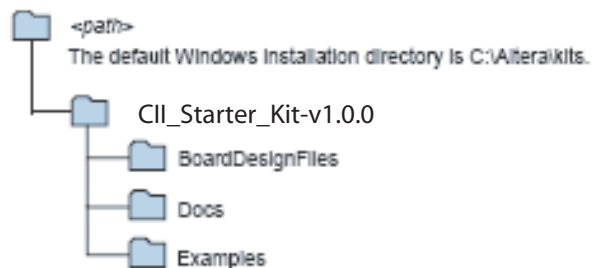 <path>
The default Windows installation directory is C:\Altera\kits.
CII_Starter_Kit-v1.0.0
BoardDesignFiles
Docs
Examples